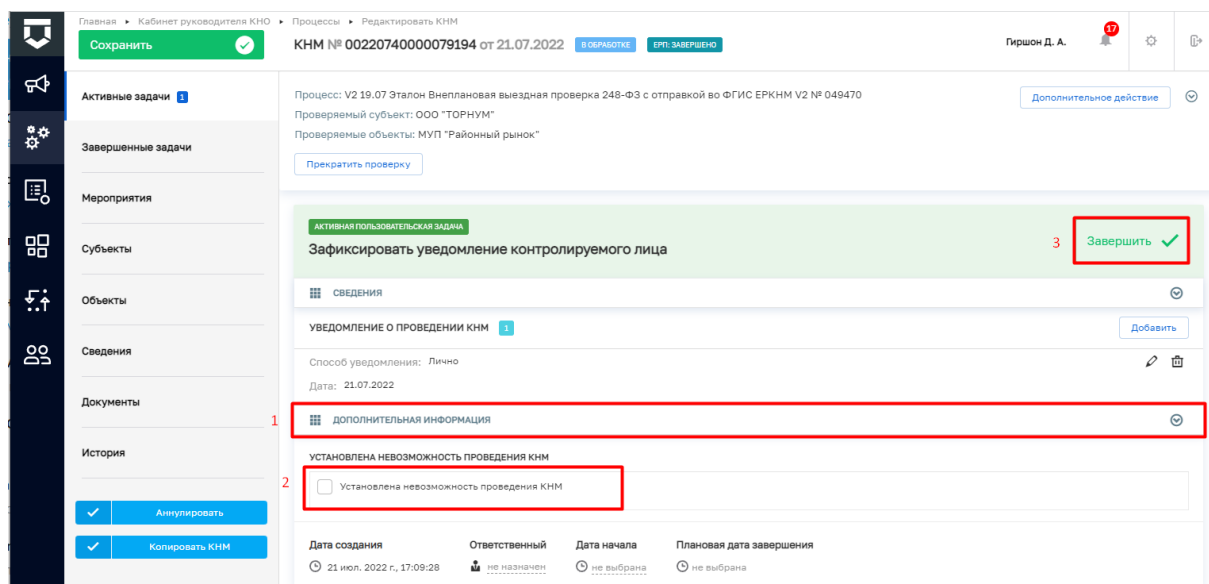 Главная ▸ Кабинет руководителя КНО ▸ Процессы ▸ Редактировать КНМ
Сохранить
КНМ № 00220740000079194 от 21.07.2022 В ОБРАБОТКЕ ЕРП: ЗАВЕРШЕНО
Гиршон Д. А.
17
Активные задачи 1
Завершенные задачи
Мероприятия
Субъекты
Объекты
Сведения
Документы
История
Аннулировать
Копировать КНМ
Процесс: V2 19.07 Эталон Внеплановая выездная проверка 248-ФЗ с отправкой во ФГИС ЕРКНМ V2 № 049470
Дополнительное действие
Проверяемый субъект: ООО "ТОРНУМ"
Проверяемые объекты: МУП "Районный рынок"
Прекратить проверку
АКТИВНАЯ ПОЛЬЗОВАТЕЛЬСКАЯ ЗАДАЧА
Зафиксировать уведомление контролируемого лица
3 Завершить
СВЕДЕНИЯ
УВЕДОМЛЕНИЕ О ПРОВЕДЕНИИ КНМ 1
Добавить
Способ уведомления: Лично
Дата: 21.07.2022
1 ДОПОЛНИТЕЛЬНАЯ ИНФОРМАЦИЯ
УСТАНОВЛЕНА НЕВОЗМОЖНОСТЬ ПРОВЕДЕНИЯ КНМ
2 Установлена невозможность проведения КНМ
Дата создания Ответственный Дата начала Плановая дата завершения
21 июл. 2022 г., 17:09:28 не назначен не выбрана не выбрана